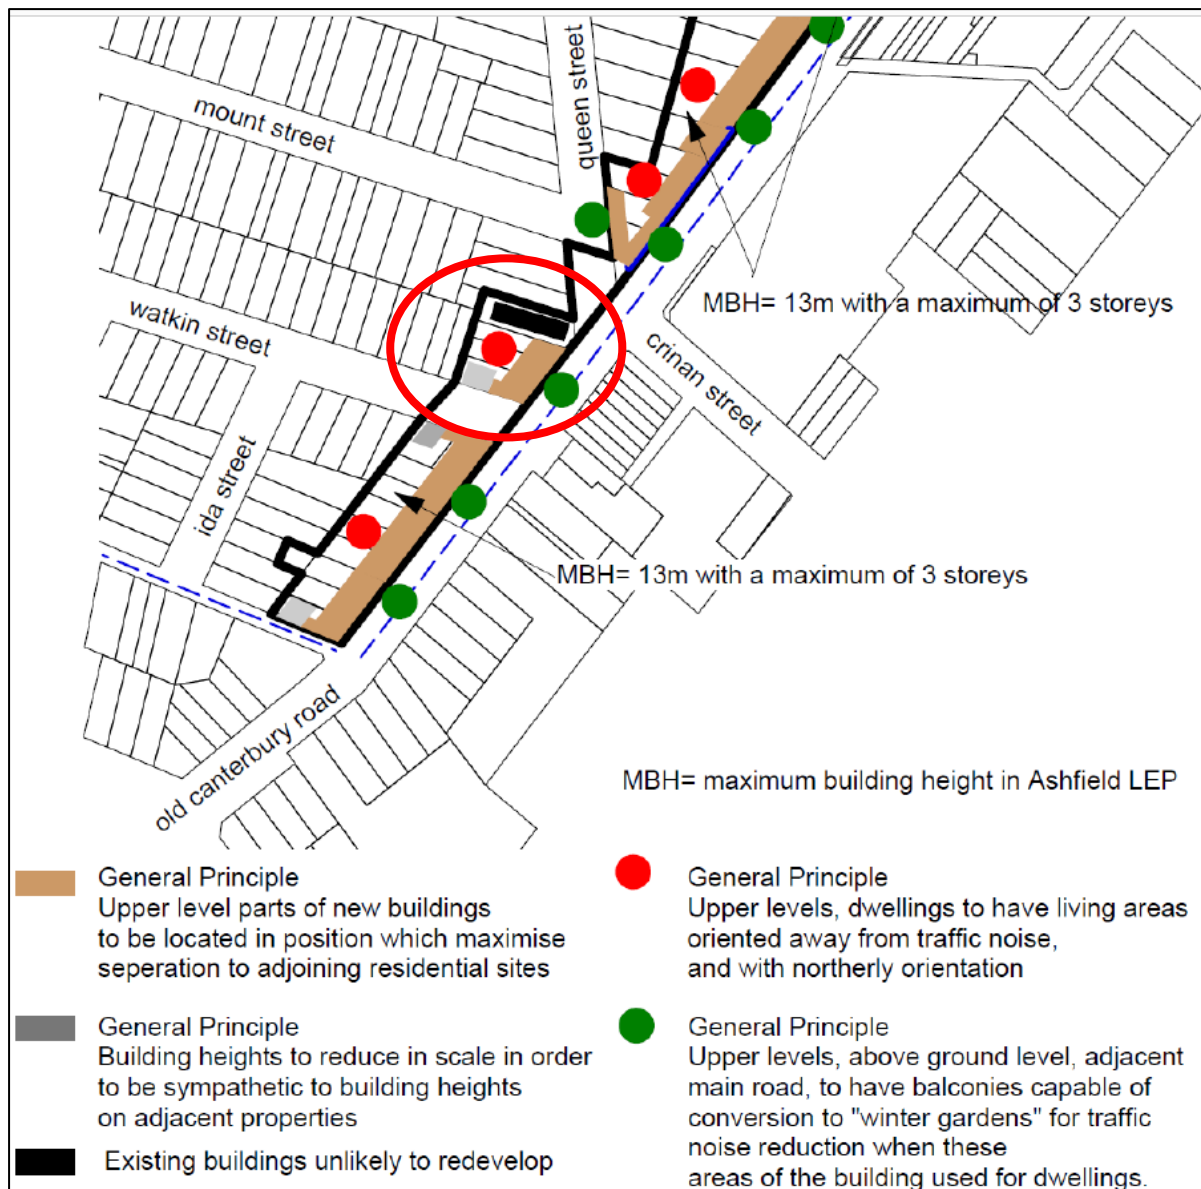 queen street
mount street
MBH= 13m with a maximum of 3 storeys
watkin street
crinan street
ida street
MBH= 13m with a maximum of 3 storeys
old canterbury road
MBH= maximum building height in Ashfield LEP
General Principle
Upper level parts of new buildings
to be located in position which maximise
seperation to adjoining residential sites
General Principle
Upper levels, dwellings to have living areas
oriented away from traffic noise,
and with northerly orientation
General Principle
Building heights to reduce in scale in order
to be sympathetic to building heights
on adjacent properties
Existing buildings unlikely to redevelop
General Principle
Upper levels, above ground level, adjacent
main road, to have balconies capable of
conversion to "winter gardens" for traffic
noise reduction when these
areas of the building used for dwellings.